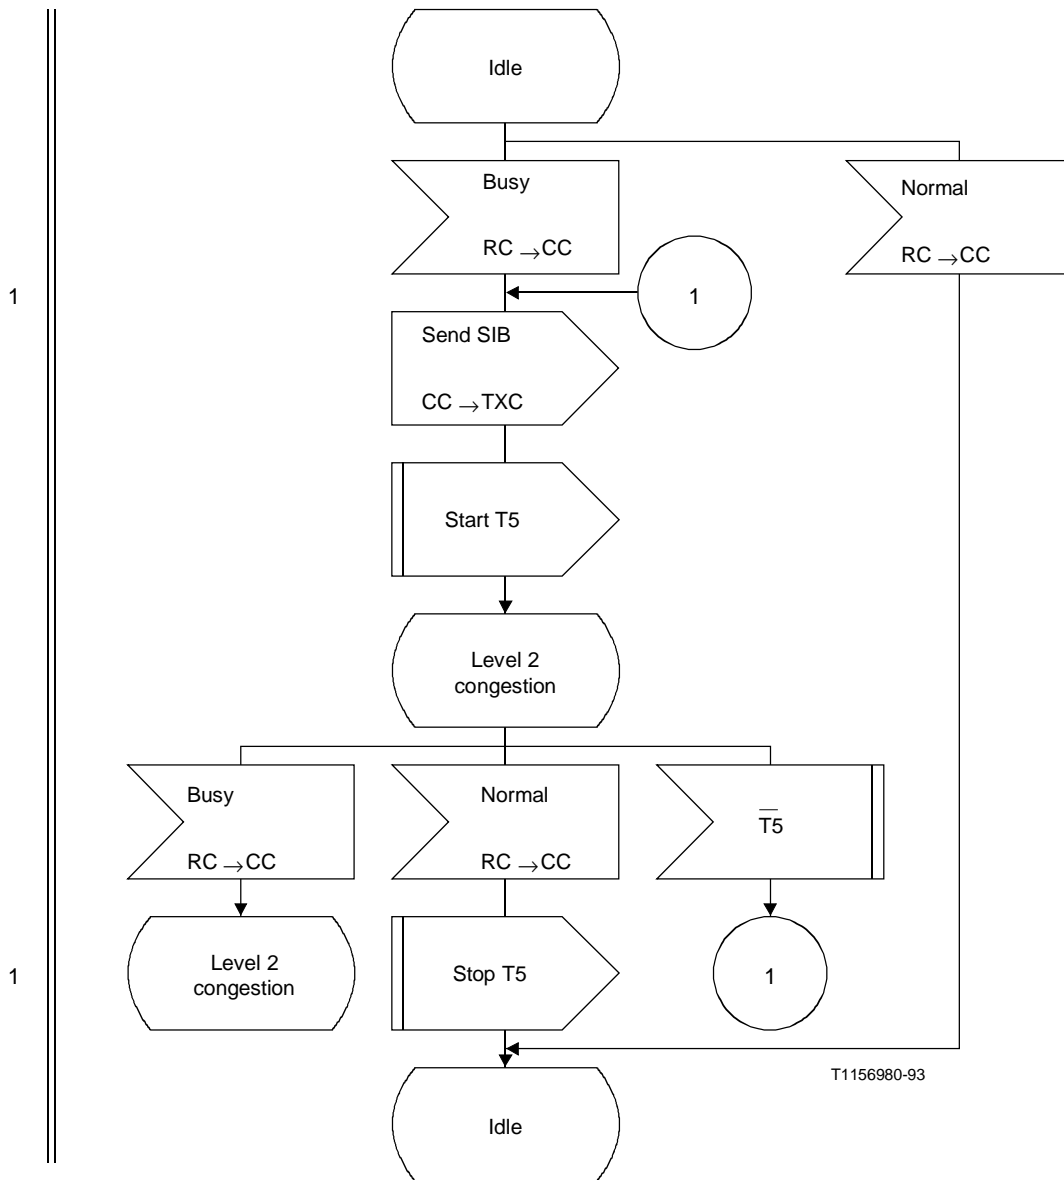 Idle
Busy
RC → CC
Normal
RC → CC
1
1
Send SIB
CC → TXC
Start T5
Level 2
congestion
Busy
RC → CC
Normal
RC → CC
T̅5̅
Level 2
congestion
Stop T5
1
1
T1156980-93
Idle